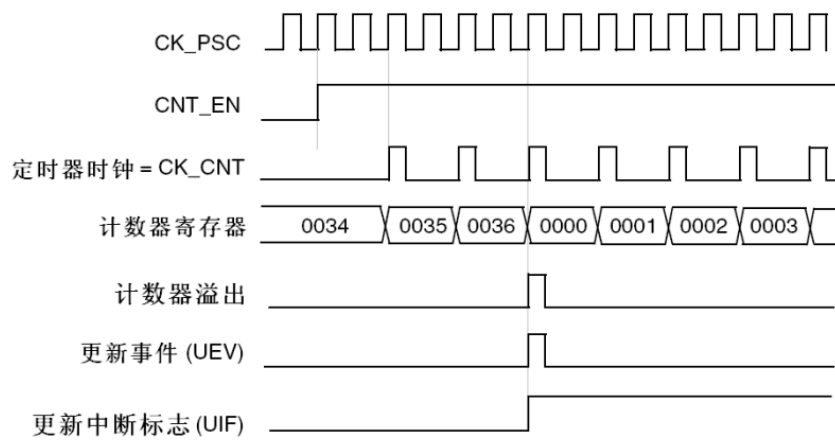 CK_PSC
CNT_EN
定时器时钟 = CK_CNT
计数器寄存器 0034 0035 0036 0000 0001 0002 0003
计数器溢出
更新事件 (UEV)
更新中断标志 (UIF)